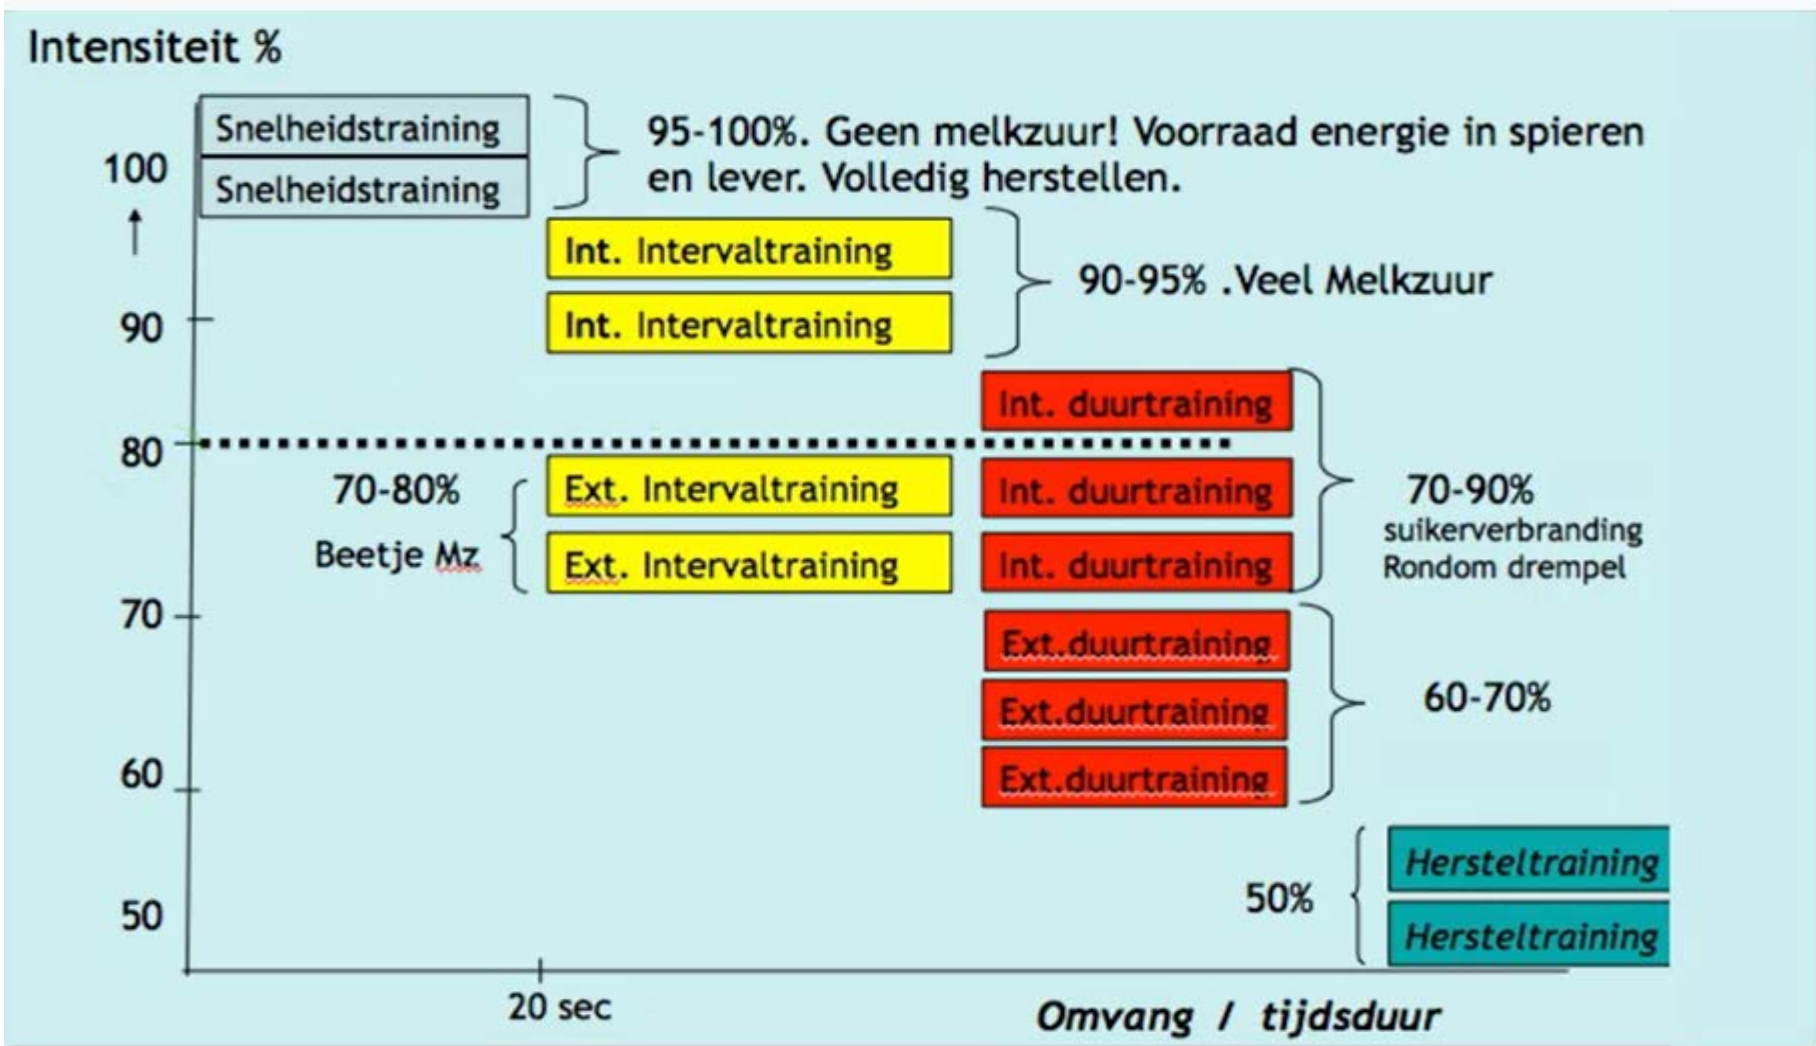 Intensiteit %
Snelheidstraining
Snelheidstraining
95-100%. Geen melkzuur! Voorraad energie in spieren
en lever. Volledig herstellen.
100
Int. Intervaltraining
Int. Intervaltraining
90-95% .Veel Melkzuur
90
Int. duurtraining
80
70-80%
Beetje Mz
Ext. Intervaltraining
Ext. Intervaltraining
Int. duurtraining
Int. duurtraining
70-90%
suikerverbranding
Rondom drempel
70
Ext.duurtraining
Ext.duurtraining
Ext.duurtraining
60-70%
60
50%
Hersteltraining
Hersteltraining
50
20 sec
Omvang / tijdsduur